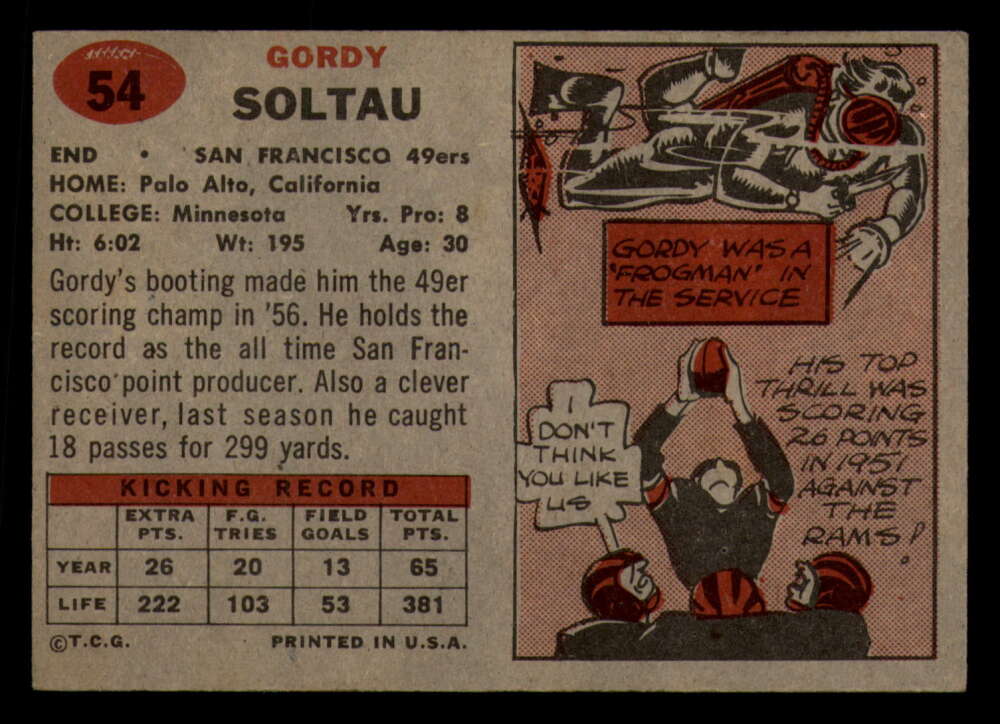 54
GORDY
SOLTAU
END • SAN FRANCISCO 49ers
HOME: Palo Alto, California
COLLEGE: Minnesota Yrs. Pro: 8
Ht: 6:02 Wt: 195 Age: 30
Gordy's booting made him the 49er
scoring champ in '56. He holds the
record as the all time San Fran-
cisco point producer. Also a clever
receiver, last season he caught
18 passes for 299 yards.
KICKING RECORD
EXTRA PTS. F.G. TRIES FIELD GOALS TOTAL PTS.
YEAR 26 20 13 65
LIFE 222 103 53 381
©T.C.G. PRINTED IN U.S.A.
GORDY WAS A
'FROGMAN' IN
THE SERVICE
HIS TOP
THRILL WAS
SCORING
26 POINTS
IN 1951
AGAINST
THE
RAMS!
I
DON'T
THINK
YOU LIKE
US